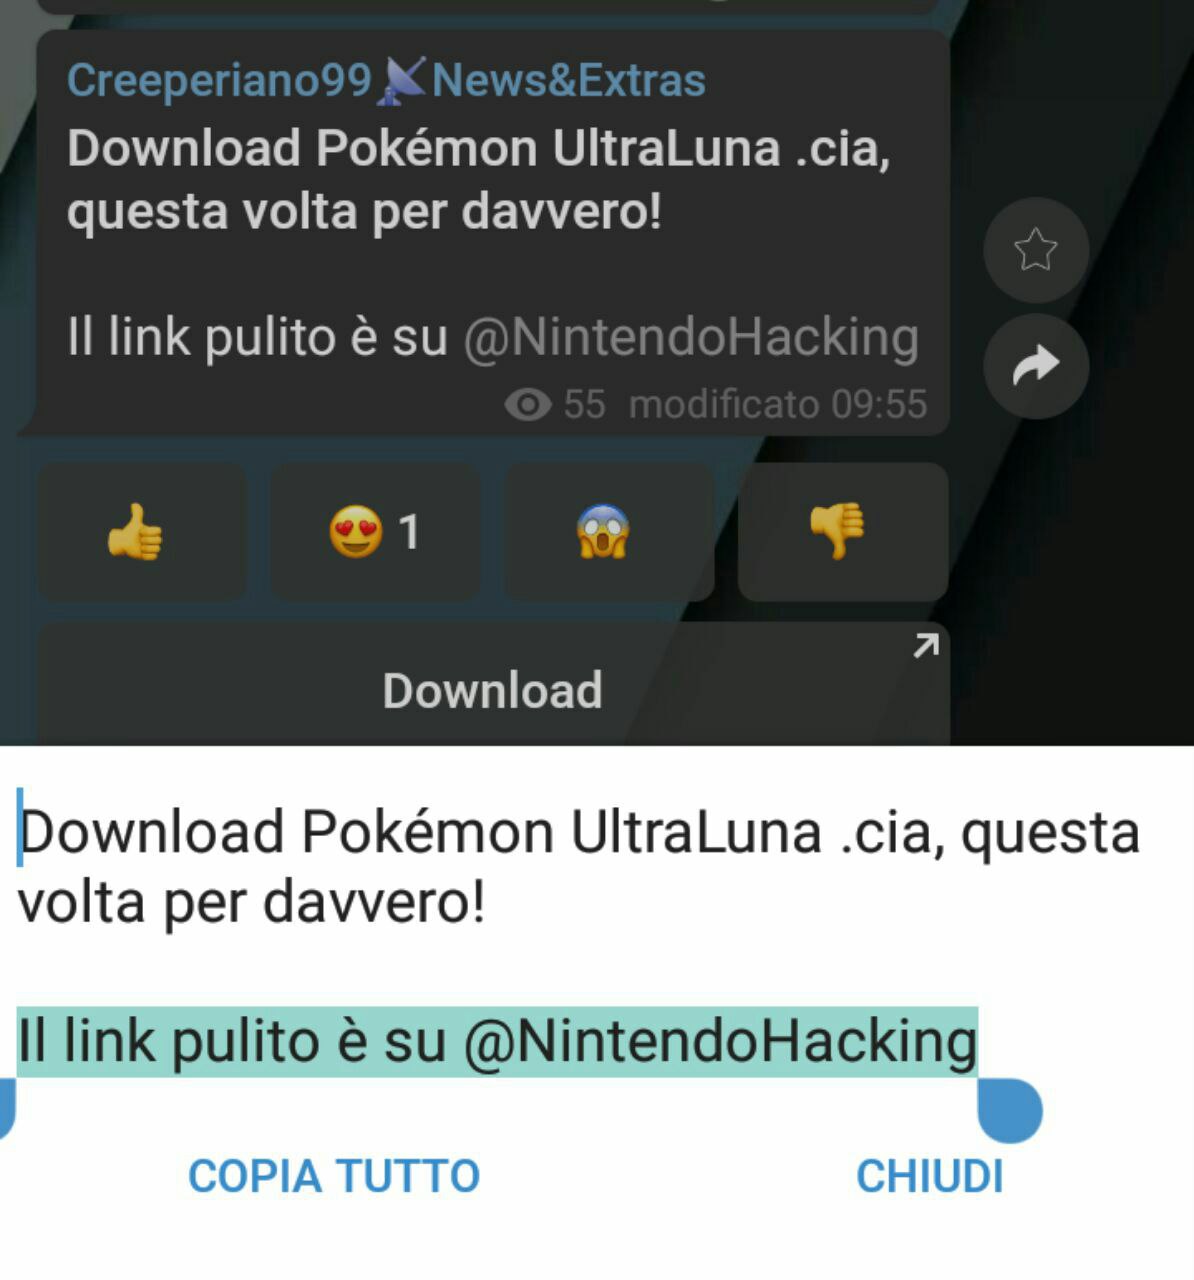 Creeperiano99📡News&Extras
Download Pokémon UltraLuna .cia,
questa volta per davvero!
Il link pulito è su @NintendoHacking
55 modificato 09:55
1
Download
Download Pokémon UltraLuna .cia, questa
volta per davvero!
Il link pulito è su @NintendoHacking
COPIA TUTTO
CHIUDI